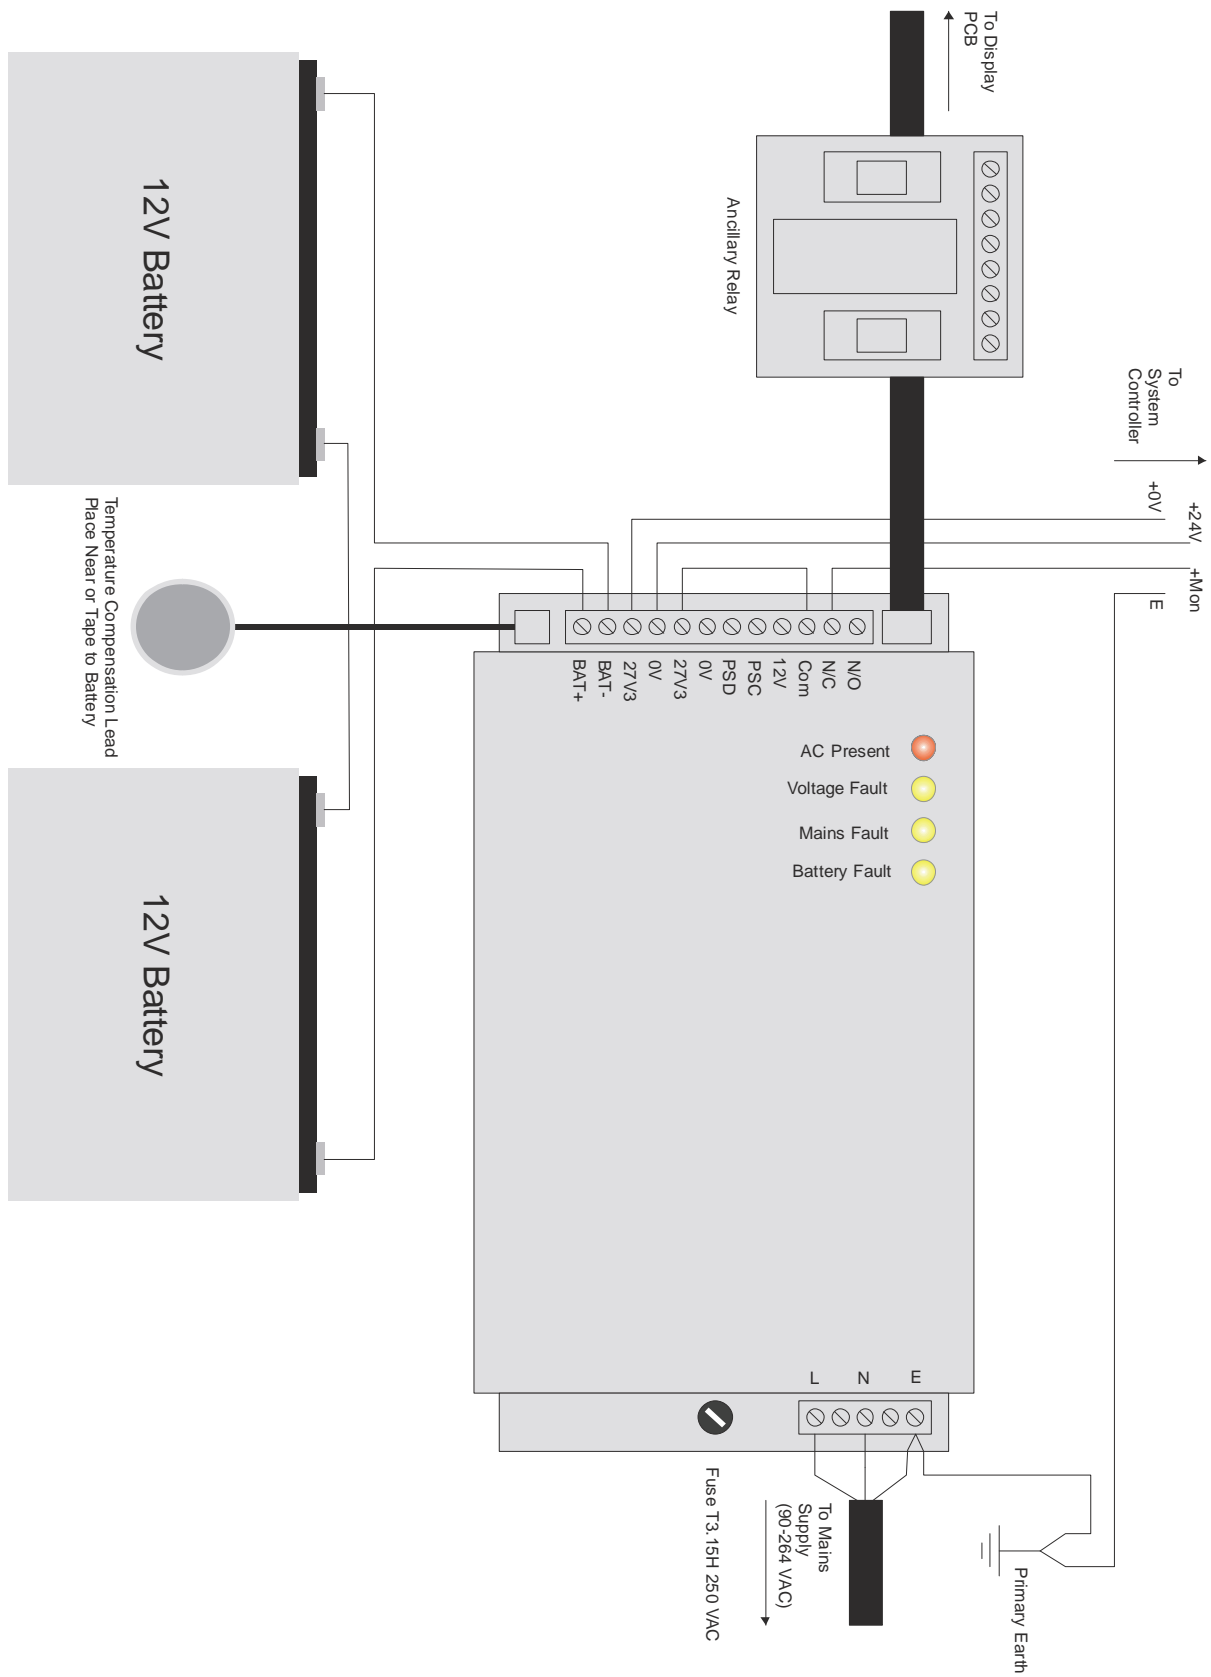 To Display
PCB
Ancillary Relay
To
System
Controller
+0V
+24V
+Mon
E
12V Battery
Temperature Compensation Lead
Place Near or Tape to Battery
12V Battery
BAT+
BAT-
27V3
0V
27V3
0V
PSD
PSC
12V
Com
N/C
N/O
AC Present
Voltage Fault
Mains Fault
Battery Fault
L
N
E
Fuse T3.15H 250 VAC
To Mains
Supply
(90-264 VAC)
Primary Earth